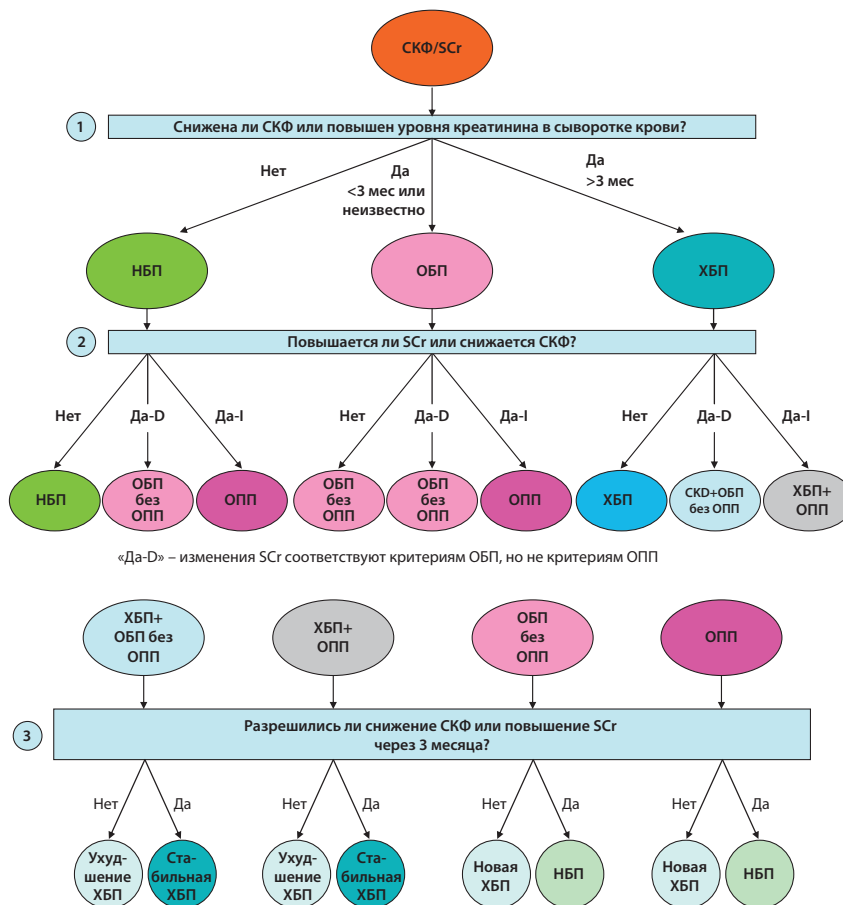 СКФ/SCr
1
Снижена ли СКФ или повышен уровня креатинина в сыворотке крови?
Нет
Да
<3 мес или
неизвестно
Да
>3 мес
НБП
ОБП
ХБП
2
Повышается ли SCr или снижается СКФ?
Нет
Да-D
Да-I
Нет
Да-D
Да-I
Нет
Да-D
Да-I
НБП
ОБП
без
ОПП
ОПП
ОБП
без
ОПП
ОБП
без
ОПП
ОПП
ХБП
CKD+ОБП
без ОПП
ХБП+
ОПП
«Да-D» – изменения SCr соответствуют критериям ОБП, но не критериям ОПП
ХБП+
ОБП без
ОПП
ХБП+
ОПП
ОБП
без
ОПП
ОПП
3
Разрешились ли снижение СКФ или повышение SCr
через 3 месяца?
Нет
Да
Нет
Да
Нет
Да
Нет
Да
Ухуд-
шение
ХБП
Ста-
бильная
ХБП
Ухуд-
шение
ХБП
Ста-
бильная
ХБП
Новая
ХБП
НБП
Новая
ХБП
НБП